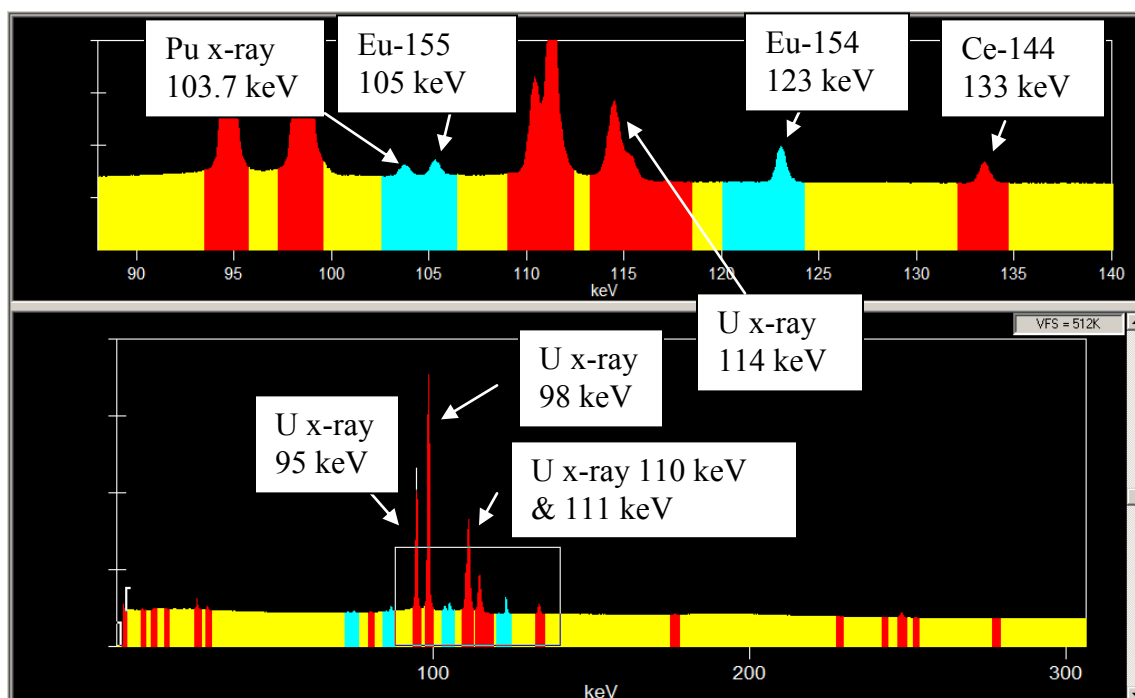 Pu x-ray
103.7 keV
Eu-155
105 keV
Eu-154
123 keV
Ce-144
133 keV
90 95 100 105 110 115 120 125 130 135 140
keV
U x-ray
114 keV
VFS = 512K
U x-ray
98 keV
U x-ray
95 keV
U x-ray 110 keV
& 111 keV
100 200 300
keV